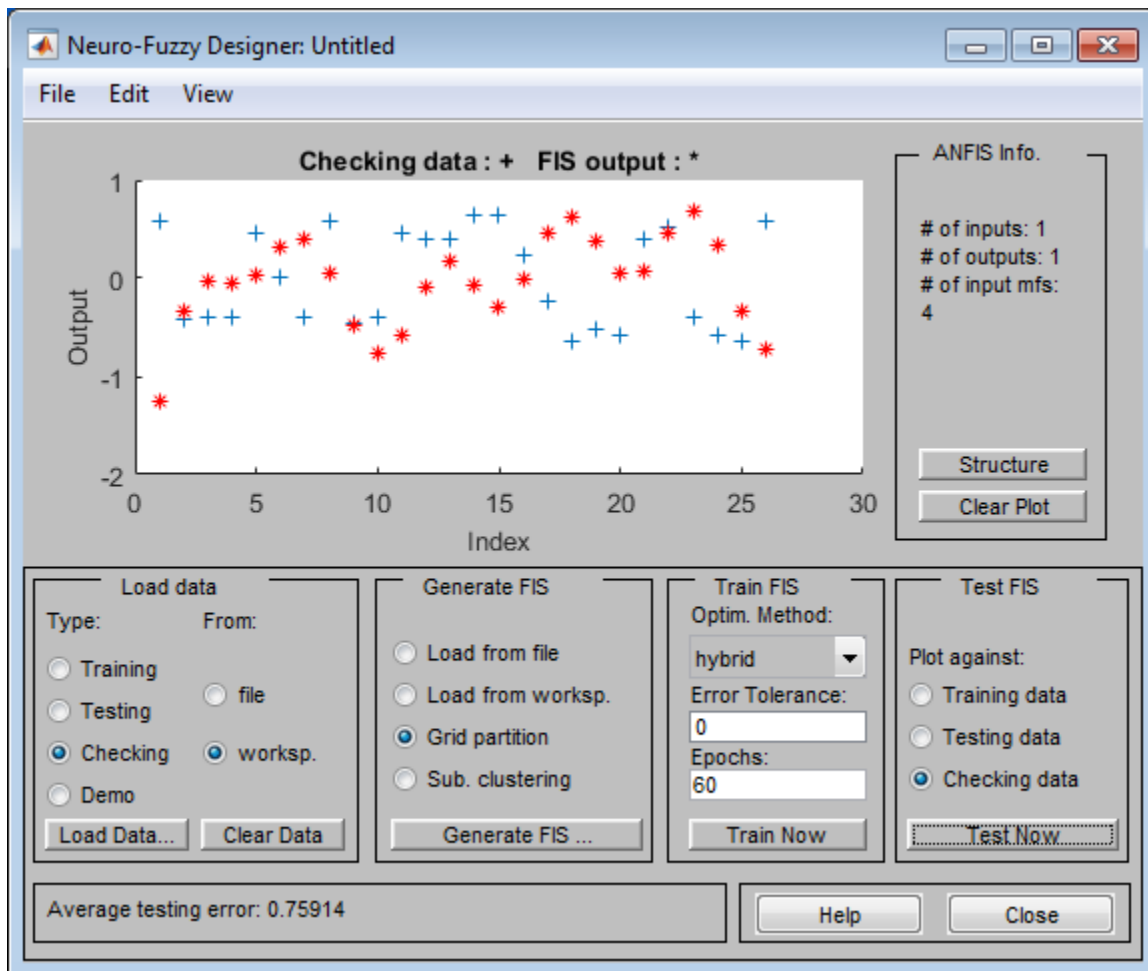 Neuro-Fuzzy Designer: Untitled
File Edit View
Checking data : + FIS output : *
1
0
-1
-2
Output
0 5 10 15 20 25 30
Index
ANFIS Info.
# of inputs: 1
# of outputs: 1
# of input mfs:
4
Structure
Clear Plot
Load data
Type: From:
Training
Testing
Checking
Demo
file
worksp.
Load Data... Clear Data
Generate FIS
Load from file
Load from worksp.
Grid partition
Sub. clustering
Generate FIS ...
Train FIS
Optim. Method:
hybrid
Error Tolerance:
0
Epochs:
60
Train Now
Test FIS
Plot against:
Training data
Testing data
Checking data
Test Now
Average testing error: 0.75914
Help Close